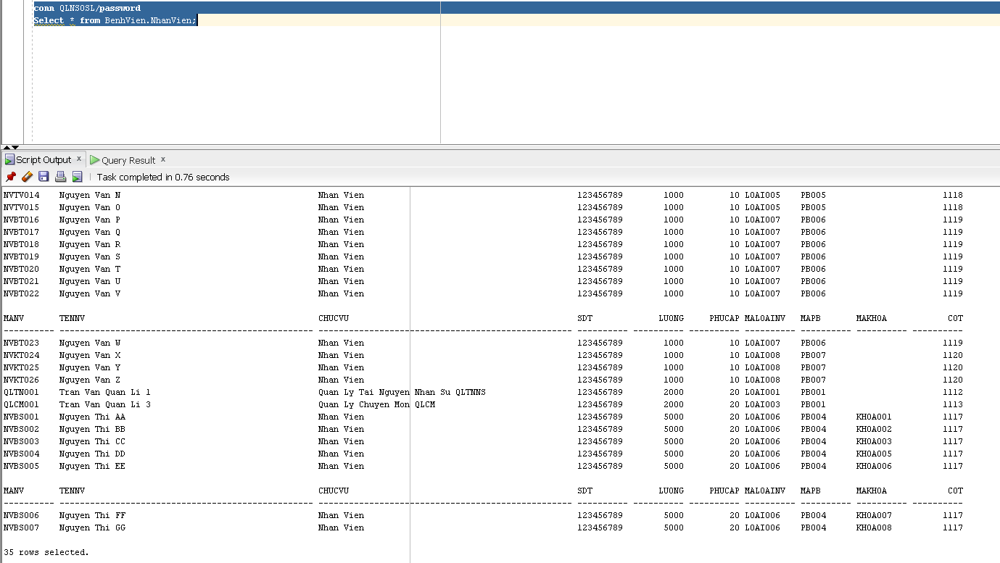 conn QLNSOSL/password
Select * from BenhVien.NhanVien;
Script Output x Query Result x
Task completed in 0.76 seconds
NVTV014 Nguyen Van N Nhan Vien 123456789 1000 10 LOAI005 PB005 1118
NVTV015 Nguyen Van O Nhan Vien 123456789 1000 10 LOAI005 PB005 1118
NVBT016 Nguyen Van P Nhan Vien 123456789 1000 10 LOAI007 PB006 1119
NVBT017 Nguyen Van Q Nhan Vien 123456789 1000 10 LOAI007 PB006 1119
NVBT018 Nguyen Van R Nhan Vien 123456789 1000 10 LOAI007 PB006 1119
NVBT019 Nguyen Van S Nhan Vien 123456789 1000 10 LOAI007 PB006 1119
NVBT020 Nguyen Van T Nhan Vien 123456789 1000 10 LOAI007 PB006 1119
NVBT021 Nguyen Van U Nhan Vien 123456789 1000 10 LOAI007 PB006 1119
NVBT022 Nguyen Van V Nhan Vien 123456789 1000 10 LOAI007 PB006 1119
MANV TENNV CHUCVU SDT LUONG PHUCAP MALOAINV MAPB MAKHOA COT
NVBT023 Nguyen Van W Nhan Vien 123456789 1000 10 LOAI007 PB006 1119
NVKT024 Nguyen Van X Nhan Vien 123456789 1000 10 LOAI008 PB007 1120
NVKT025 Nguyen Van Y Nhan Vien 123456789 1000 10 LOAI008 PB007 1120
NVKT026 Nguyen Van Z Nhan Vien 123456789 1000 10 LOAI008 PB007 1120
QLTN001 Tran Van Quan Li 1 Quan Ly Tai Nguyen Nhan Su QLTNNS 123456789 2000 20 LOAI001 PB001 1112
QLCM001 Tran Van Quan Li 3 Quan Ly Chuyen Mon QLCM 123456789 2000 20 LOAI003 PB001 1113
NVBS001 Nguyen Thi AA Nhan Vien 123456789 5000 20 LOAI006 PB004 KHOA001 1117
NVBS002 Nguyen Thi BB Nhan Vien 123456789 5000 20 LOAI006 PB004 KHOA002 1117
NVBS003 Nguyen Thi CC Nhan Vien 123456789 5000 20 LOAI006 PB004 KHOA003 1117
NVBS004 Nguyen Thi DD Nhan Vien 123456789 5000 20 LOAI006 PB004 KHOA005 1117
NVBS005 Nguyen Thi EE Nhan Vien 123456789 5000 20 LOAI006 PB004 KHOA006 1117
MANV TENNV CHUCVU SDT LUONG PHUCAP MALOAINV MAPB MAKHOA COT
NVBS006 Nguyen Thi FF Nhan Vien 123456789 5000 20 LOAI006 PB004 KHOA007 1117
NVBS007 Nguyen Thi GG Nhan Vien 123456789 5000 20 LOAI006 PB004 KHOA008 1117
35 rows selected.